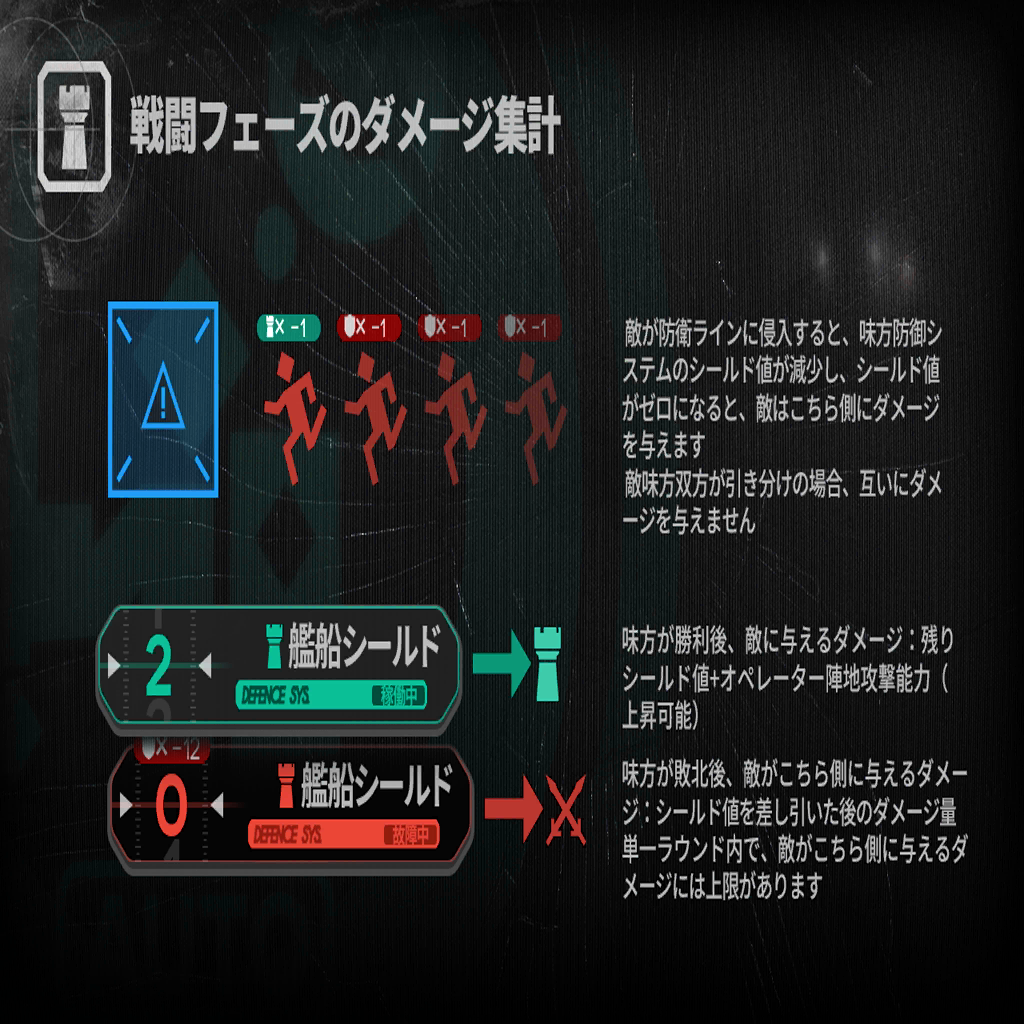 戦闘フェーズのダメージ集計
× -1
× -1
× -1
× -1
敵が防衛ラインに侵入すると、味方防御シ
ステムのシールド値が減少し、シールド値
がゼロになると、敵はこちら側にダメージ
を与えます
敵味方双方が引き分けの場合、互いにダメ
ージを与えません
2
艦船シールド
DEFENCE SYS
稼働中
味方が勝利後、敵に与えるダメージ：残り
シールド値+オペレーター陣地攻撃能力（
上昇可能）
× -12
0
艦船シールド
DEFENCE SYS
故障中
味方が敗北後、敵がこちら側に与えるダメー
ジ：シールド値を差し引いた後のダメージ量
単一ラウンド内で、敵がこちら側に与えるダ
メージには上限があります